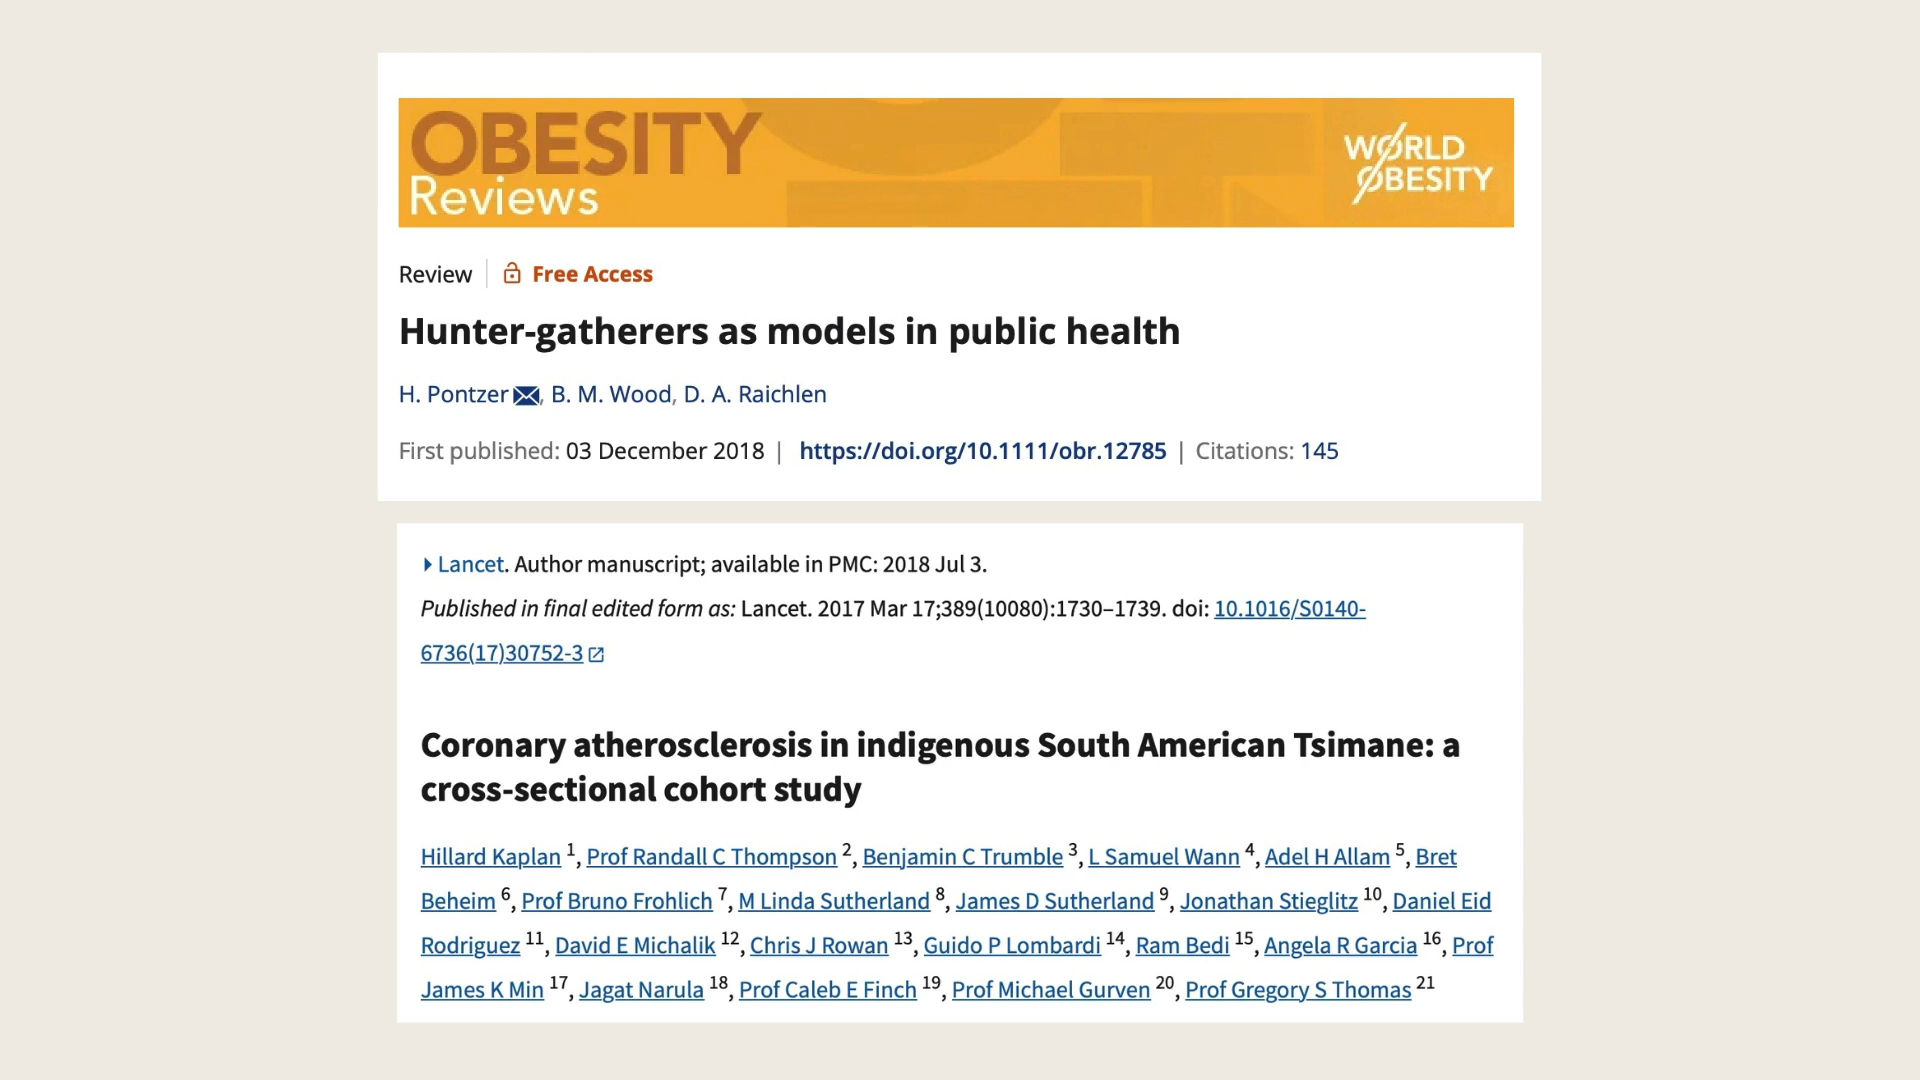 OBESITY
Reviews
WORLD
OBESITY
Review | Free Access
Hunter-gatherers as models in public health
H. Pontzer, B. M. Wood, D. A. Raichlen
First published: 03 December 2018 | https://doi.org/10.1111/obr.12785 | Citations: 145
Lancet. Author manuscript; available in PMC: 2018 Jul 3.
Published in final edited form as: Lancet. 2017 Mar 17;389(10080):1730–1739. doi: 10.1016/S0140-
6736(17)30752-3
Coronary atherosclerosis in indigenous South American Tsimane: a
cross-sectional cohort study
Hillard Kaplan 1, Prof Randall C Thompson 2, Benjamin C Trumble 3, L Samuel Wann 4, Adel H Allam 5, Bret
Beheim 6, Prof Bruno Frohlich 7, M Linda Sutherland 8, James D Sutherland 9, Jonathan Stieglitz 10, Daniel Eid
Rodriguez 11, David E Michalik 12, Chris J Rowan 13, Guido P Lombardi 14, Ram Bedi 15, Angela R Garcia 16, Prof
James K Min 17, Jagat Narula 18, Prof Caleb E Finch 19, Prof Michael Gurven 20, Prof Gregory S Thomas 21